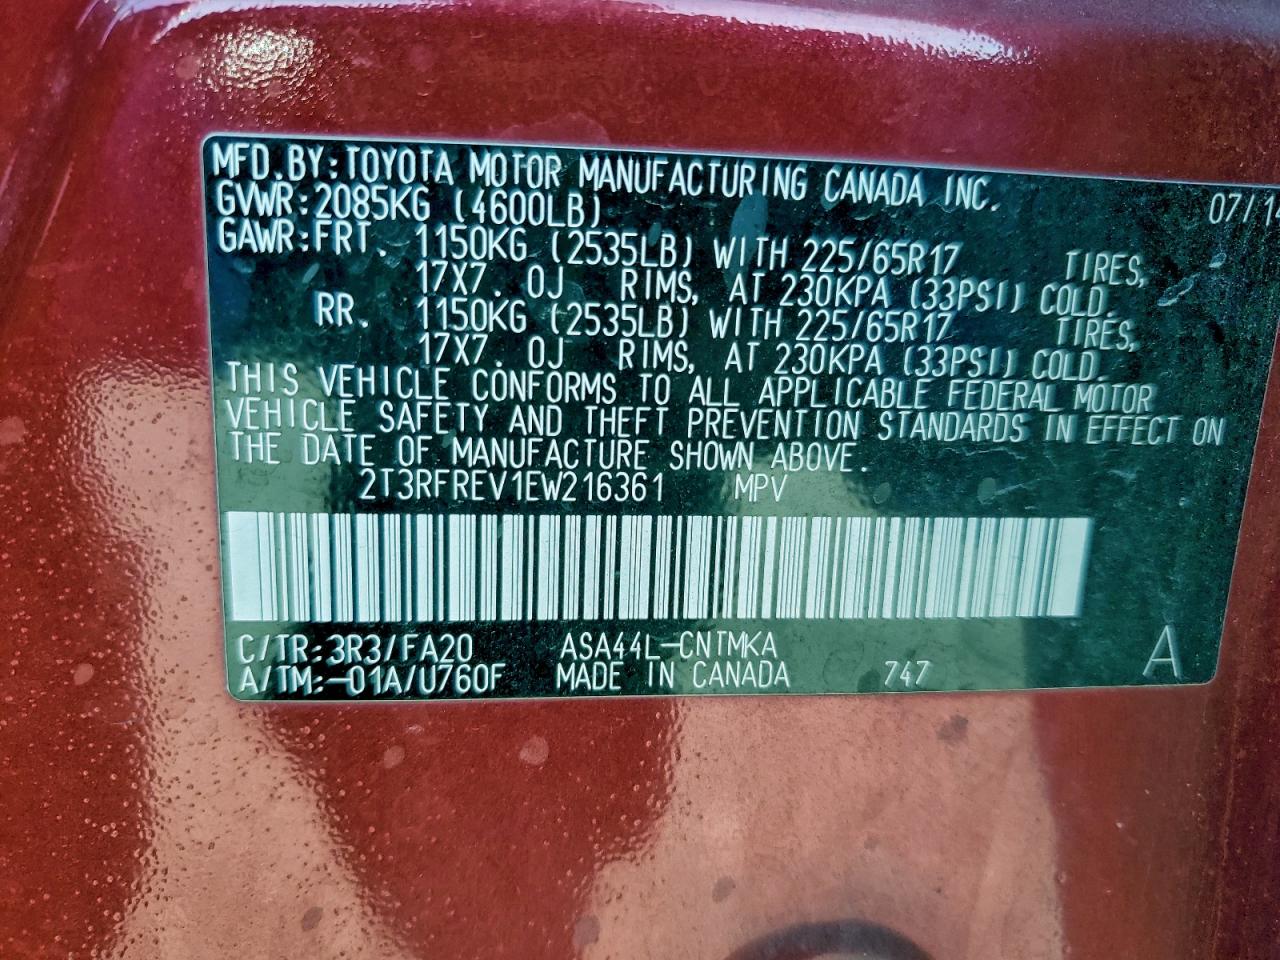 MFD.BY:TOYOTA MOTOR MANUFACTURING CANADA INC.
GVWR:2085KG (4600LB)
GAWR:FRT. 1150KG (2535LB) WITH 225/65R17 TIRES,
17X7.0J RIMS, AT 230KPA (33PSI) COLD.
RR. 1150KG (2535LB) WITH 225/65R17 TIRES,
17X7.0J RIMS, AT 230KPA (33PSI) COLD.
THIS VEHICLE CONFORMS TO ALL APPLICABLE FEDERAL MOTOR
VEHICLE SAFETY AND THEFT PREVENTION STANDARDS IN EFFECT ON
THE DATE OF MANUFACTURE SHOWN ABOVE.
2T3RFREV1EW216361 MPV
C/TR:3R3/FA20 ASA44L-CNTMKA
A/TM:-01A/U760F MADE IN CANADA 747 A